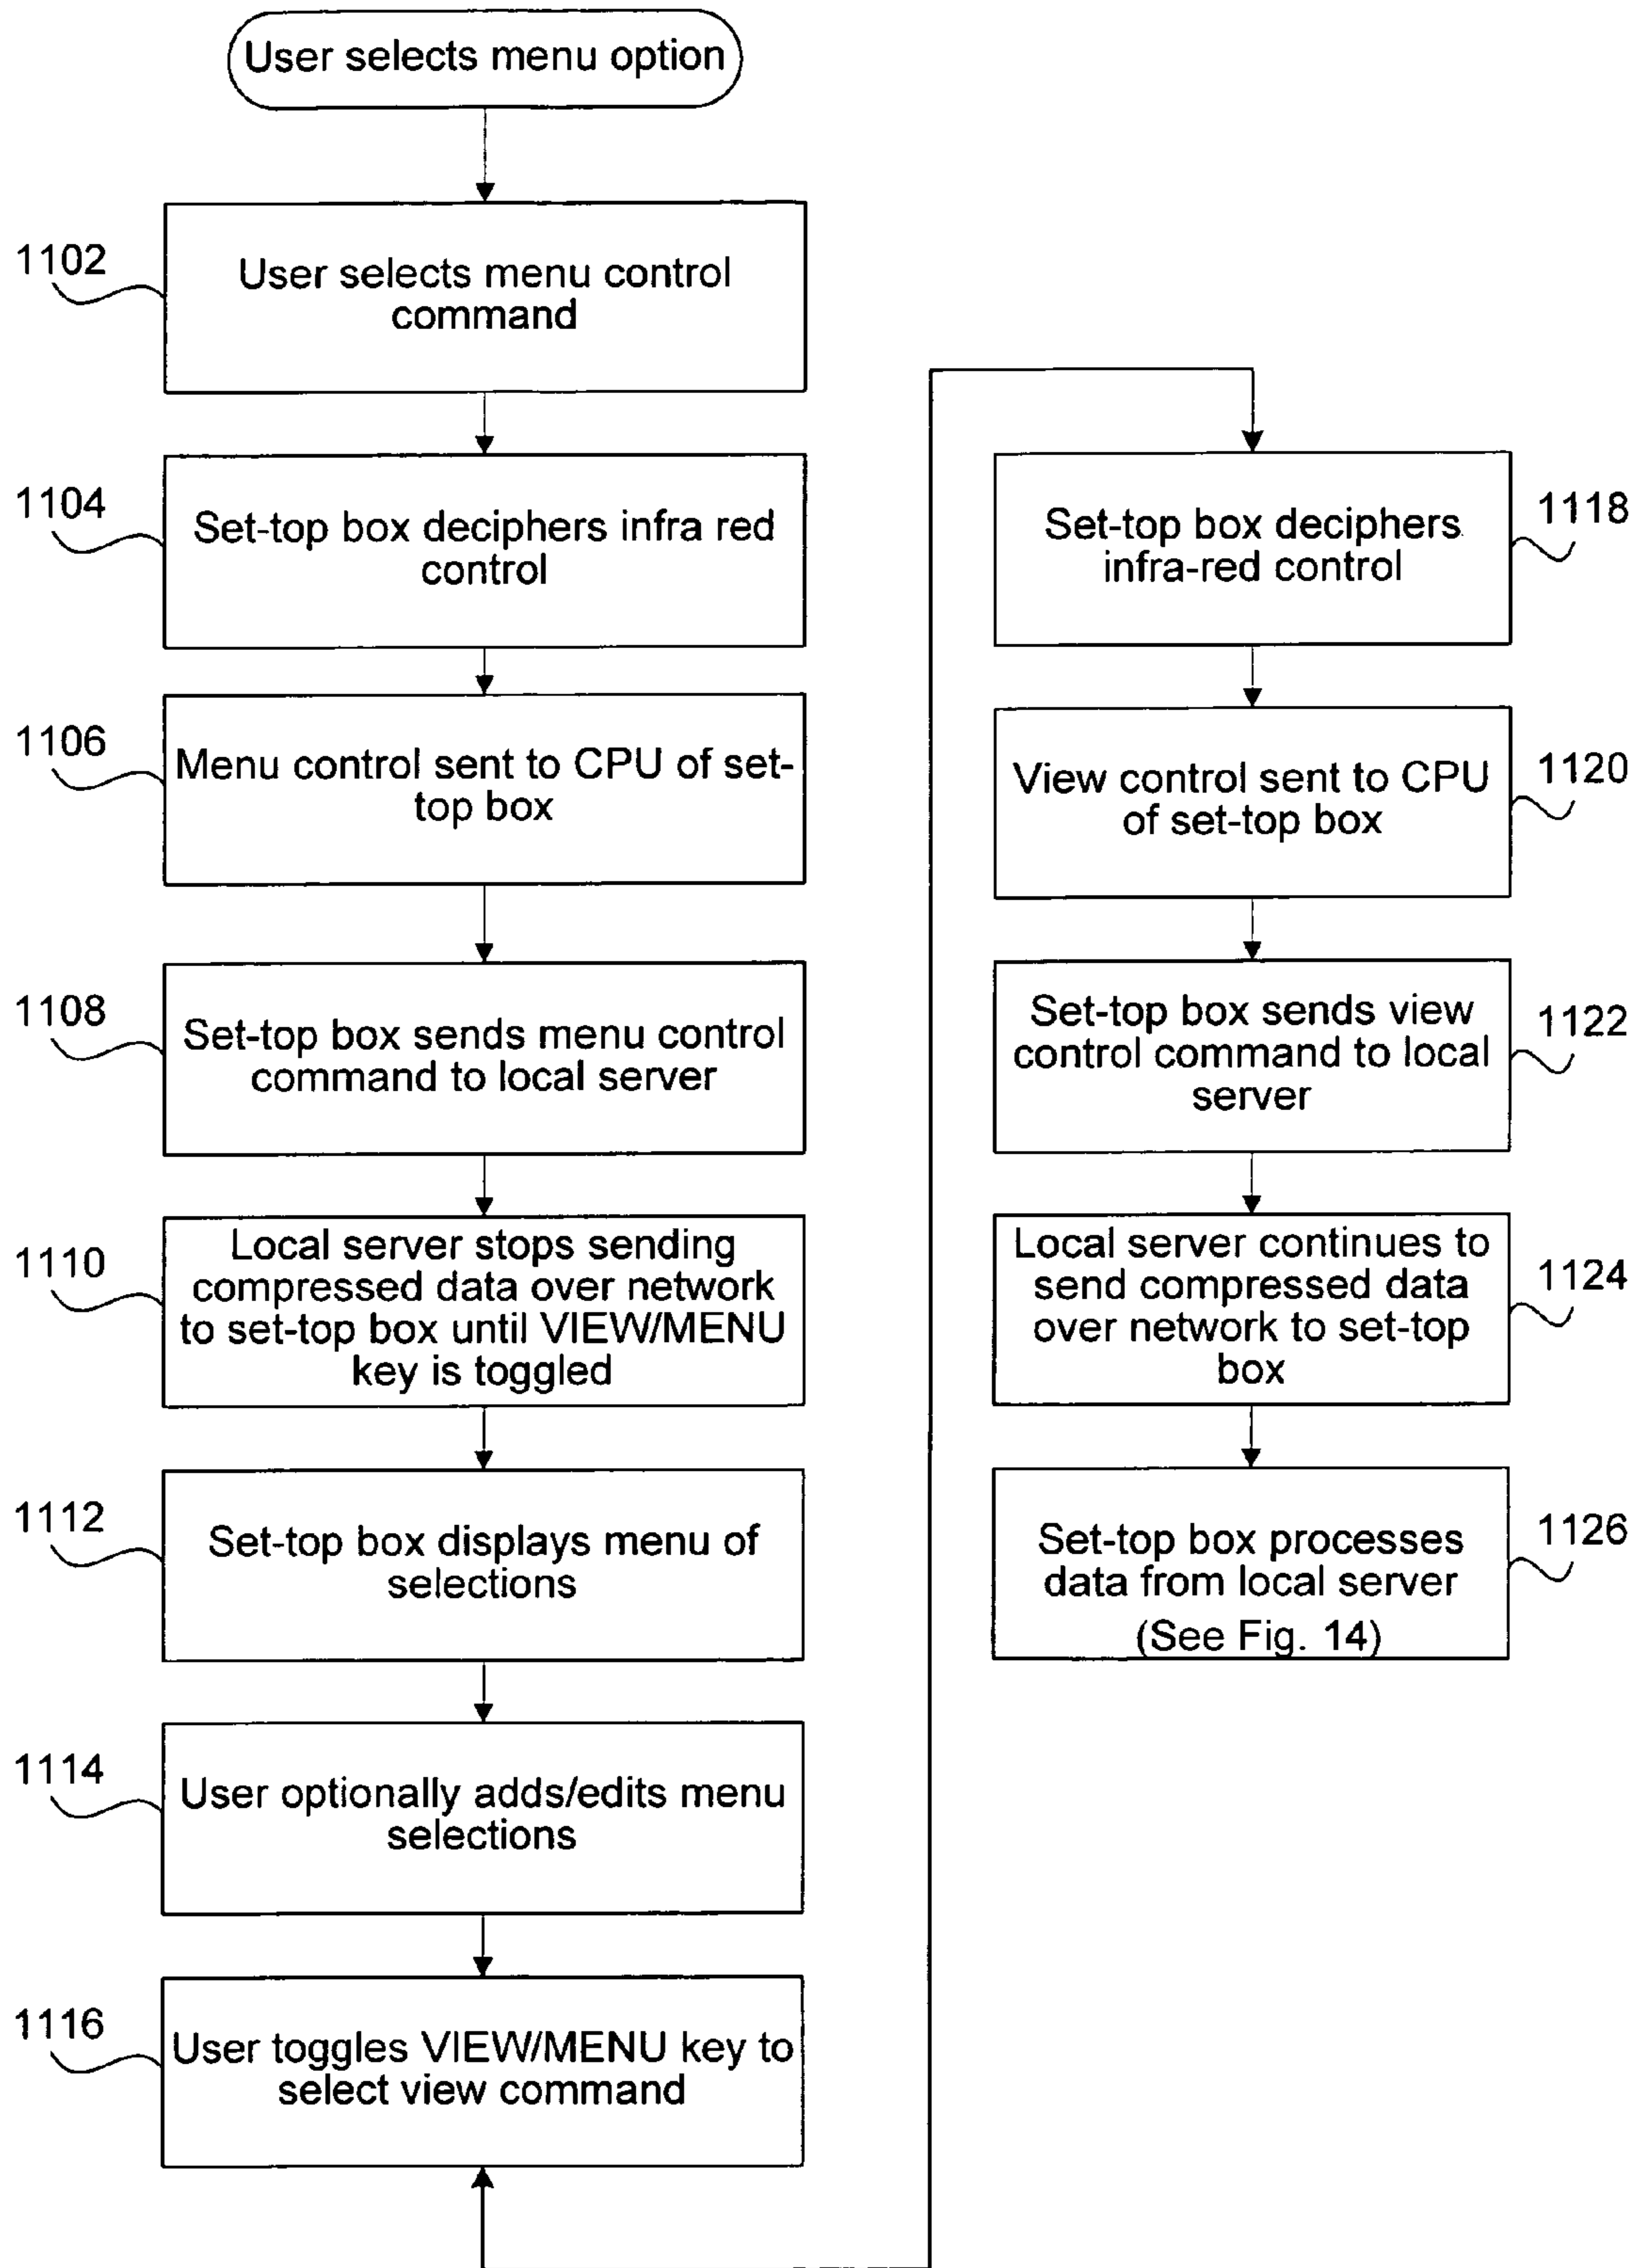 User selects menu option
1102
User selects menu control
command
1104
Set-top box deciphers infra red
control
1106
Menu control sent to CPU of set-
top box
1108
Set-top box sends menu control
command to local server
1110
Local server stops sending
compressed data over network
to set-top box until VIEW/MENU
key is toggled
1112
Set-top box displays menu of
selections
1114
User optionally adds/edits menu
selections
1116
User toggles VIEW/MENU key to
select view command
1118
Set-top box deciphers
infra-red control
1120
View control sent to CPU
of set-top box
1122
Set-top box sends view
control command to local
server
1124
Local server continues to
send compressed data
over network to set-top
box
1126
Set-top box processes
data from local server
(See Fig. 14)